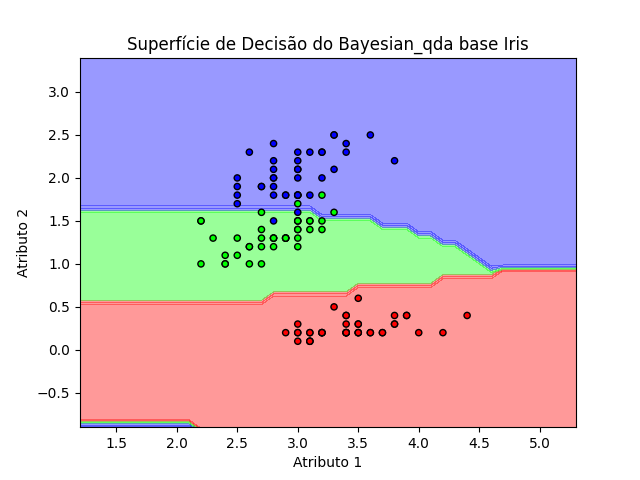 Superfície de Decisão do Bayesian_qda base Iris
3.0
2.5
2.0
1.5
1.0
0.5
0.0
−0.5
Atributo 2
1.5 2.0 2.5 3.0 3.5 4.0 4.5 5.0
Atributo 1